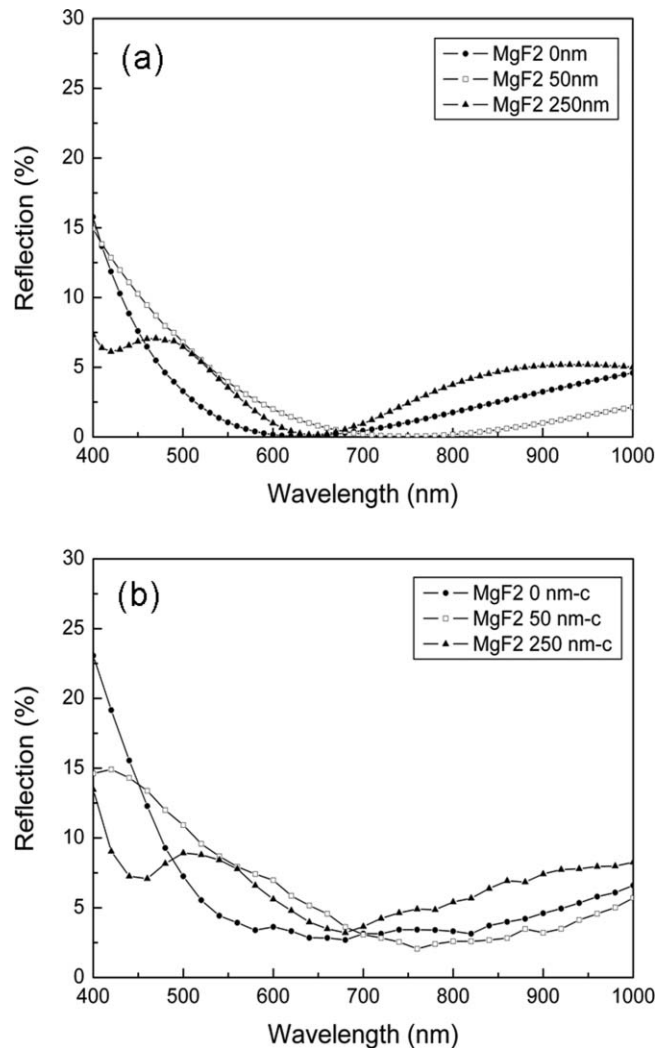 (a)
MgF2 0nm
MgF2 50nm
MgF2 250nm
Reflection (%)
30
25
20
15
10
5
0
400 500 600 700 800 900 1000
Wavelength (nm)
(b)
MgF2 0 nm-c
MgF2 50 nm-c
MgF2 250 nm-c
Reflection (%)
30
25
20
15
10
5
0
400 500 600 700 800 900 1000
Wavelength (nm)